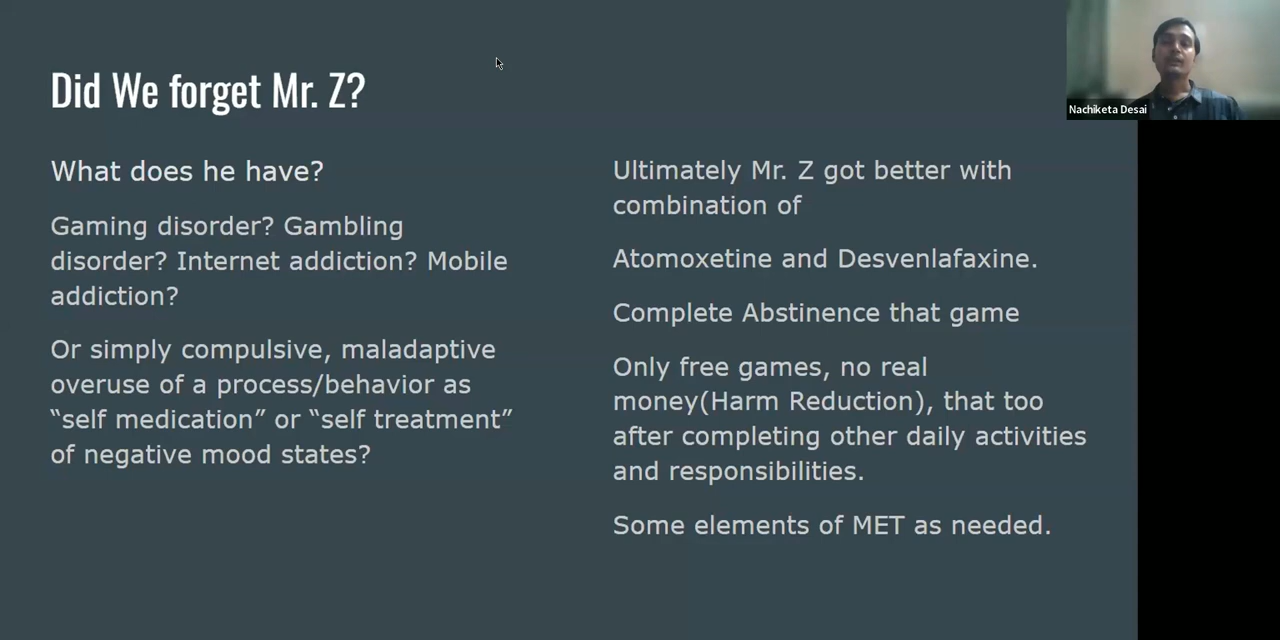 Did We forget Mr. Z?
What does he have?
Gaming disorder? Gambling
disorder? Internet addiction? Mobile
addiction?
Or simply compulsive, maladaptive
overuse of a process/behavior as
“self medication” or “self treatment”
of negative mood states?
Ultimately Mr. Z got better with
combination of
Atomoxetine and Desvenlafaxine.
Complete Abstinence that game
Only free games, no real
money(Harm Reduction), that too
after completing other daily activities
and responsibilities.
Some elements of MET as needed.
Nachiketa Desai